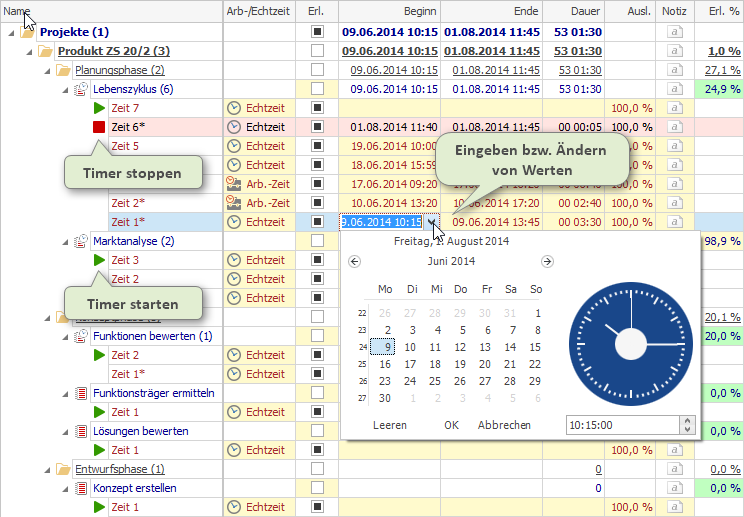 Name Arb-/Echtzeit Erl. Beginn Ende Dauer Ausl. Notiz Erl. %
Projekte (1) 09.06.2014 10:15 01.08.2014 11:45 53 01:30
Produkt ZS 20/2 (3) 09.06.2014 10:15 01.08.2014 11:45 53 01:30 1,0 %
Planungsphase (2) 09.06.2014 10:15 01.08.2014 11:45 53 01:30 27,1 %
Lebenszyklus (6) 09.06.2014 10:15 01.08.2014 11:45 53 01:30 24,9 %
Zeit 7 Echtzeit 100,0 %
Zeit 6* Echtzeit 01.08.2014 11:40 01.08.2014 11:45 00 00:05 100,0 %
Zeit 5 Echtzeit 19.06.2014 10:00 100,0 %
Timer stoppen
Eingeben bzw. Ändern
von Werten
Echtzeit 18.06.2014 15:59
Arb.-Zeit 17.06.2014 09:20
Zeit 2* Arb.-Zeit 10.06.2014 13:20 10.06.2014 17:20 00 02:40 100,0 %
Zeit 1* Echtzeit 9.06.2014 10:15 09.06.2014 13:45 00 03:30 100,0 %
Marktanalyse (2) 98,9 %
Zeit 3 Echtzeit
Zeit 2 Echtzeit
Timer starten
Echtzeit
20,1 %
Funktionen bewerten (1) 20,0 %
Zeit 2 Echtzeit
Zeit 1* Echtzeit
Funktionsträger ermitteln 0,0 %
Zeit 1 Echtzeit
Lösungen bewerten 0,0 %
Zeit 1 Echtzeit 100,0 %
Entwurfsphase (1) 0 0,0 %
Konzept erstellen 0 0,0 %
Zeit 1 Echtzeit 100,0 %
Freitag, 1. August 2014
Juni 2014
Mo Di Mi Do Fr Sa So
22 26 27 28 29 30 31 1
23 2 3 4 5 6 7 8
24 9 10 11 12 13 14 15
25 16 17 18 19 20 21 22
26 23 24 25 26 27 28 29
27 30 1 2 3 4 5 6
Leeren OK Abbrechen 10:15:00